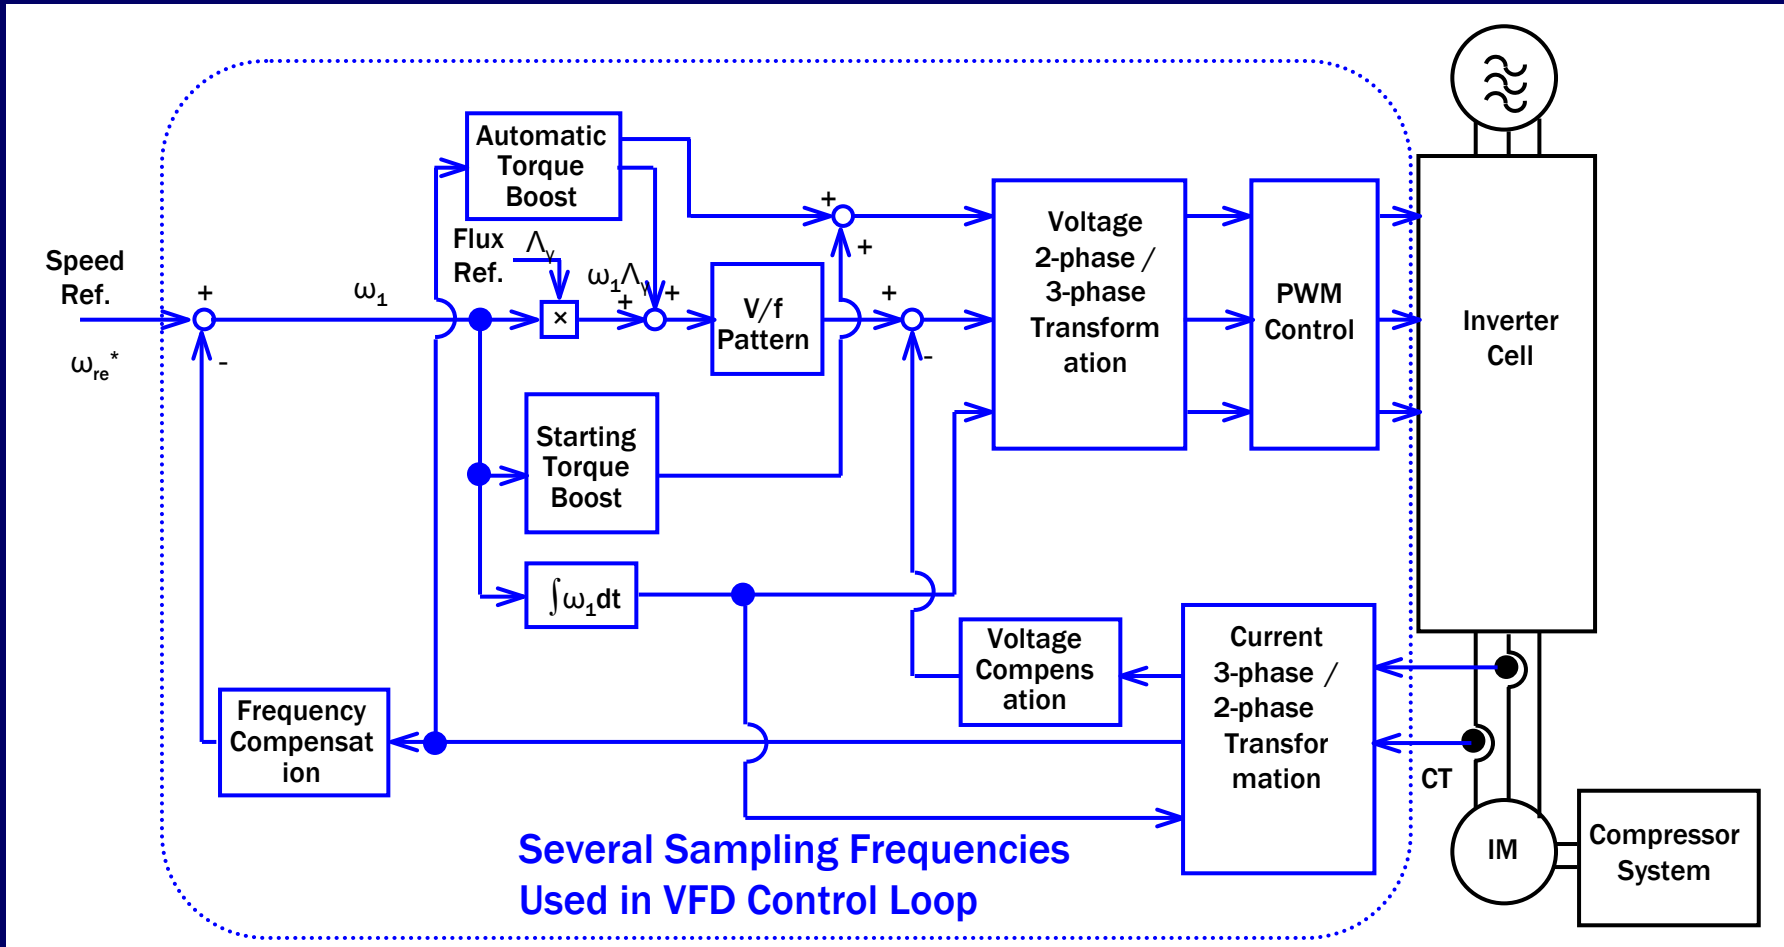 Automatic
Torque
Boost
Flux
Ref.
Λγ
Speed
Ref.
+
ω1
ω1Λγ
+
+
+
+
+
×
V/f
Pattern
ωre*
-
-
Voltage
2-phase /
3-phase
Transform
ation
PWM
Control
Inverter
Cell
Starting
Torque
Boost
∫ω1dt
Voltage
Compens
ation
Current
3-phase /
2-phase
Transfor
mation
Frequency
Compensat
ion
CT
IM
Compressor
System
Several Sampling Frequencies
Used in VFD Control Loop